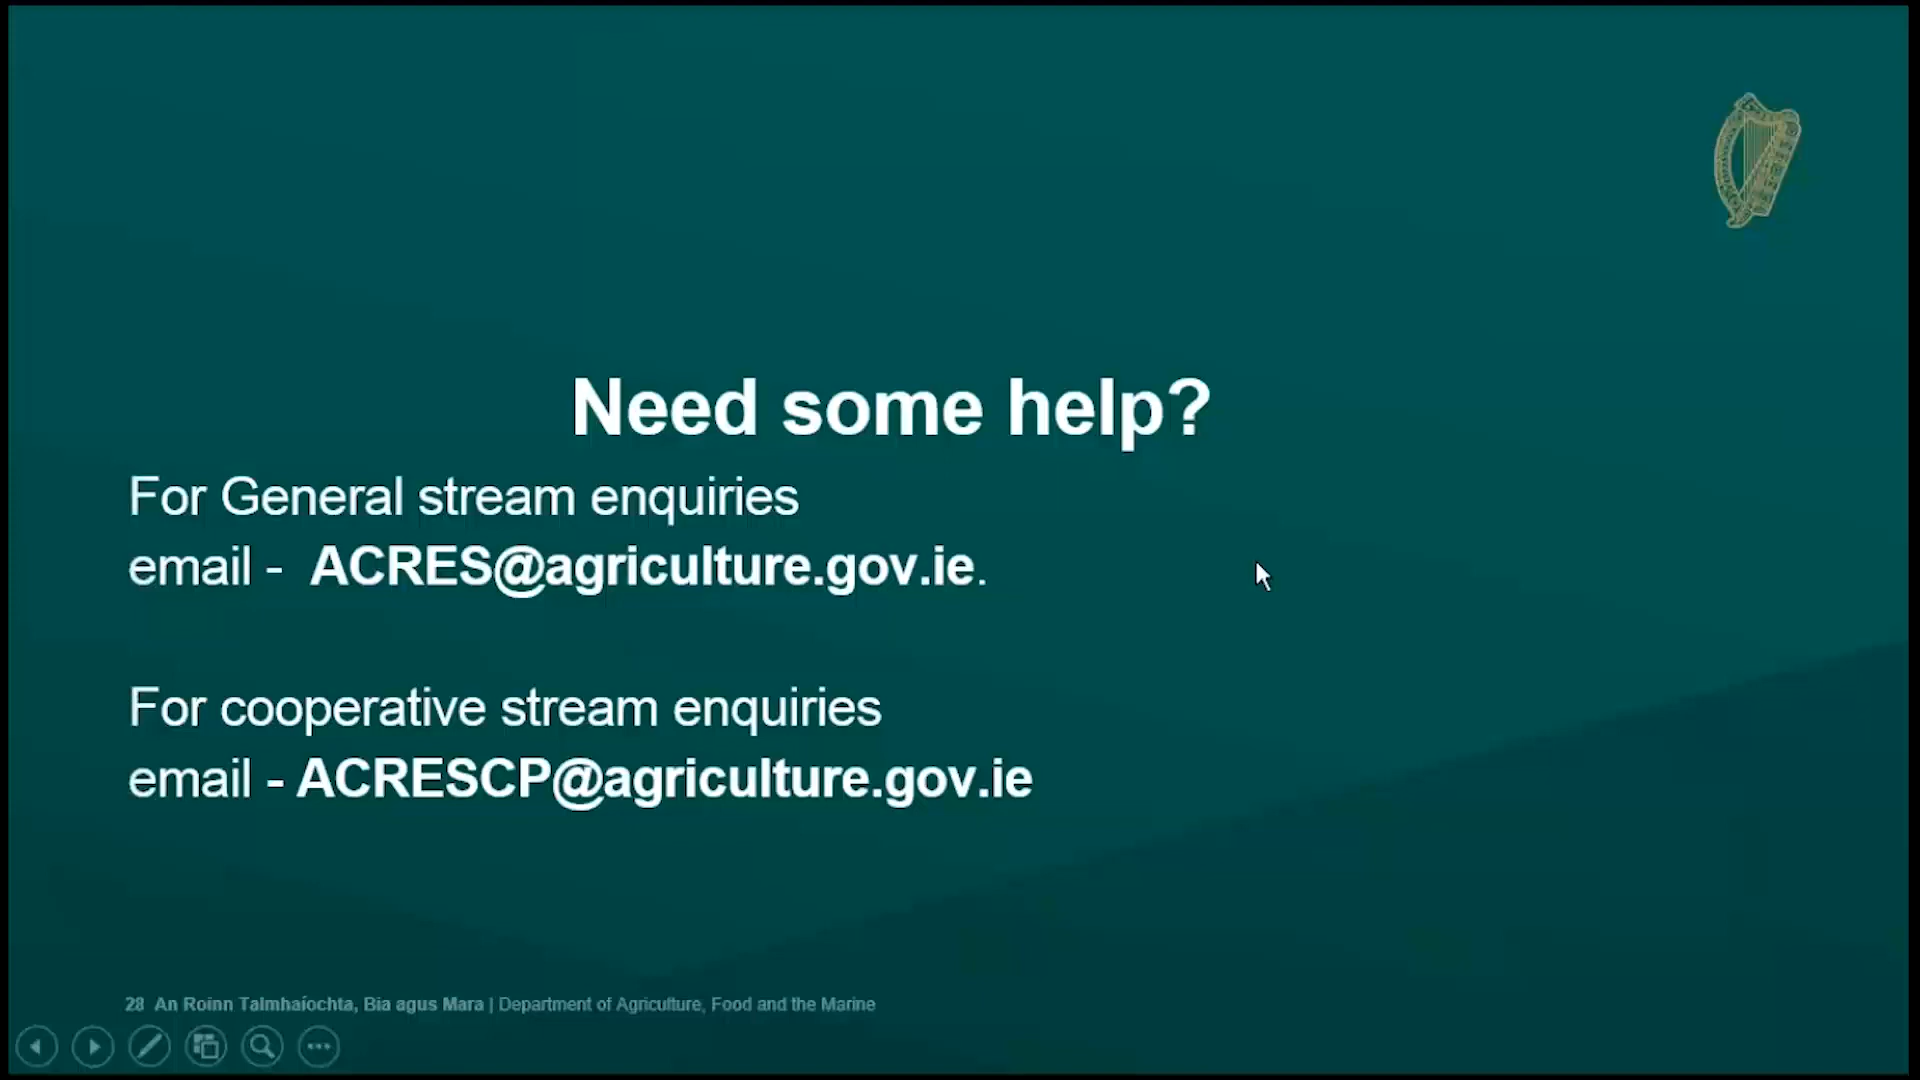 Need some help?
For General stream enquiries
email - ACRES@agriculture.gov.ie.
For cooperative stream enquiries
email - ACRESCP@agriculture.gov.ie
28 An Roinn Talmhaíochta, Bia agus Mara | Department of Agriculture, Food and the Marine